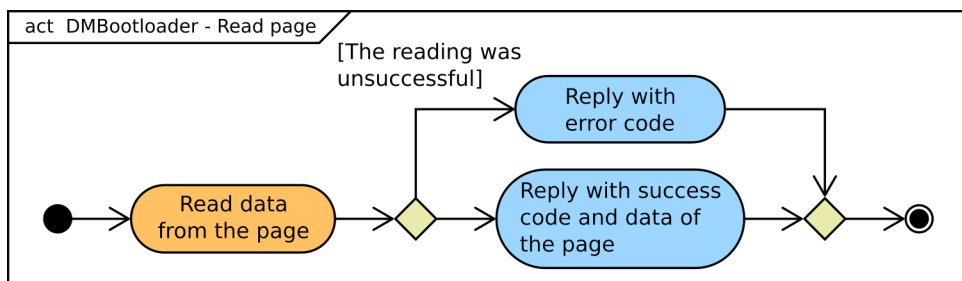 act  DMBootloader - Read page
[The reading was
unsuccessful]
Reply with
error code
Read data
from the page
Reply with success
code and data of
the page